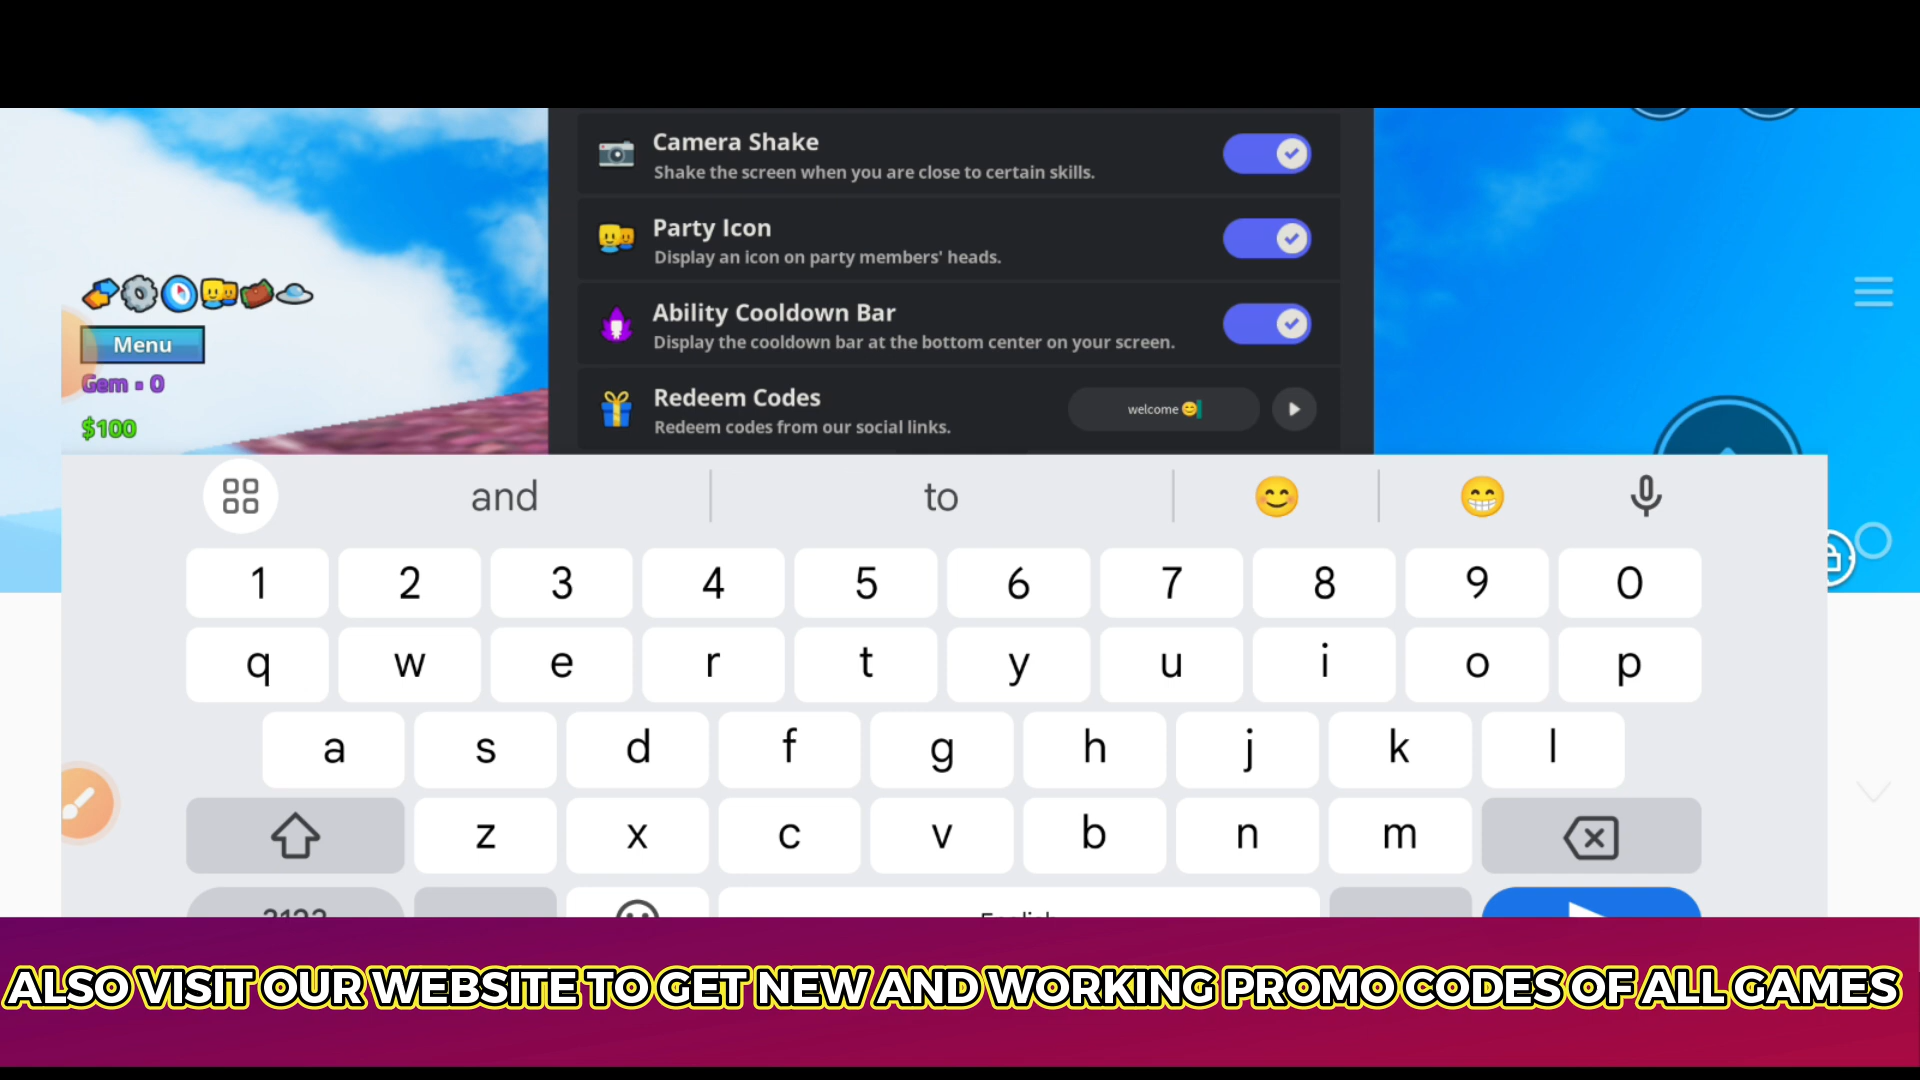 Camera Shake
Shake the screen when you are close to certain skills.
Party Icon
Display an icon on party members' heads.
Ability Cooldown Bar
Display the cooldown bar at the bottom center on your screen.
Redeem Codes
Redeem codes from our social links.
welcome 😊
Menu
Gem • 0
$100
and to 😊 😁
1 2 3 4 5 6 7 8 9 0
q w e r t y u i o p
a s d f g h j k l
z x c v b n m
English
ALSO VISIT OUR WEBSITE TO GET NEW AND WORKING PROMO CODES OF ALL GAMES